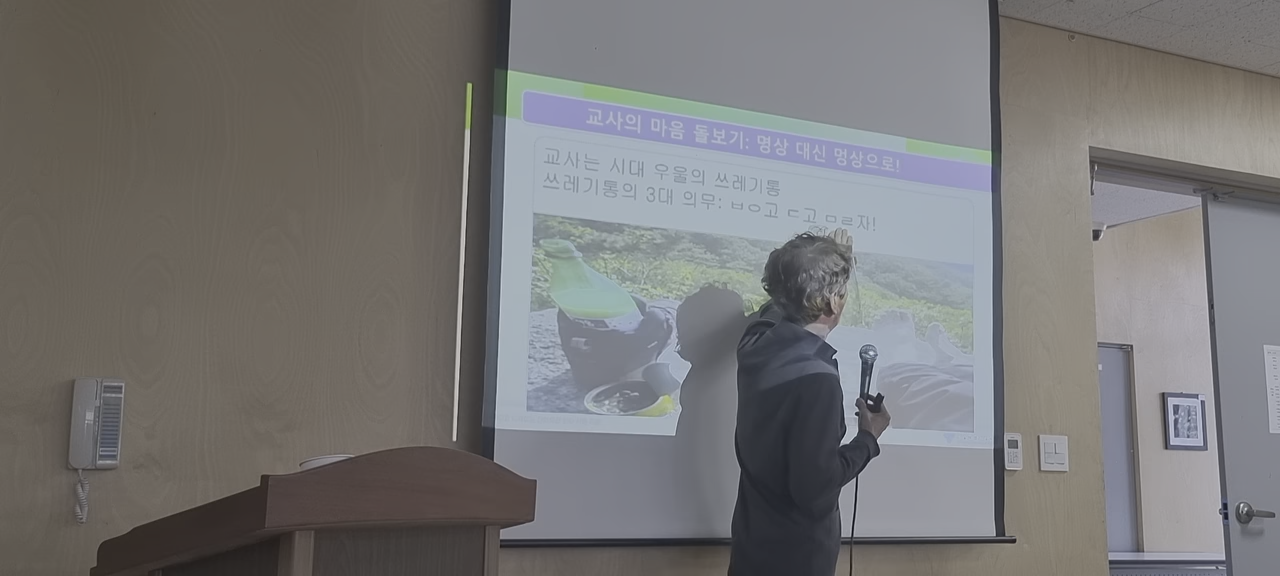 교사의 마음 돌보기: 명상 대신 멍상으로!
교사는 시대 우울의 쓰레기통
쓰레기통의 3대 의무: ㅂㅇ고 ㄷ고 ㅁㄹ자!